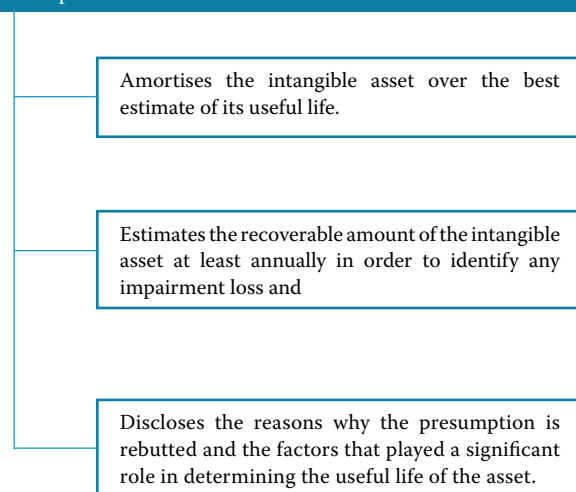 Amortises the intangible asset over the best
estimate of its useful life.
Estimates the recoverable amount of the intangible
asset at least annually in order to identify any
impairment loss and
Discloses the reasons why the presumption is
rebutted and the factors that played a significant
role in determining the useful life of the asset.